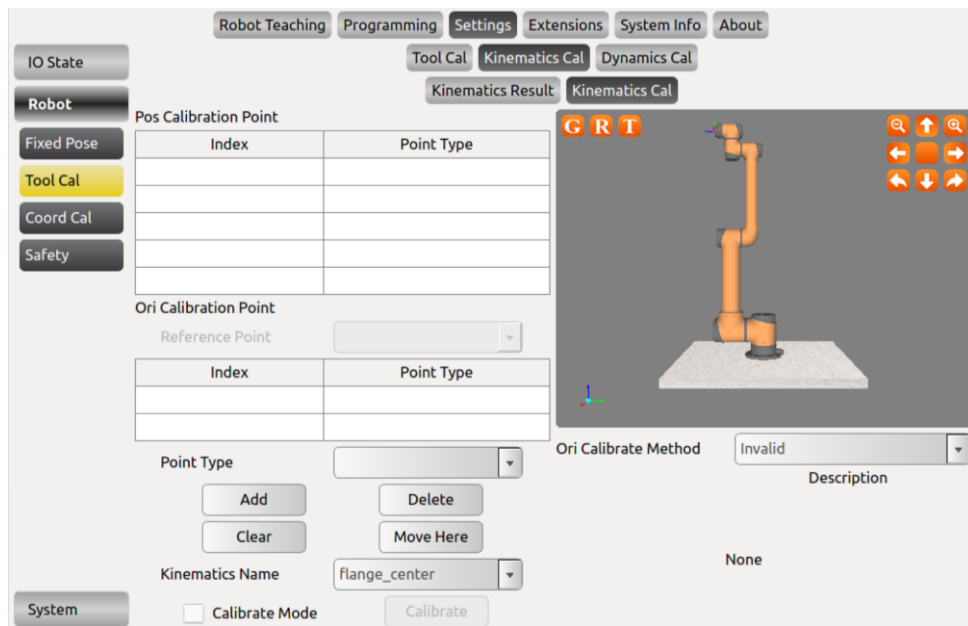 Robot Teaching Programming Settings Extensions System Info About
IO State
Tool Cal Kinematics Cal Dynamics Cal
Kinematics Result Kinematics Cal
Robot
Fixed Pose
Tool Cal
Coord Cal
Safety
System
Pos Calibration Point
Index Point Type
Ori Calibration Point
Reference Point
Index Point Type
Point Type
Add Delete
Clear Move Here
Kinematics Name flange_center
Calibrate Mode Calibrate
G R T
Ori Calibrate Method Invalid
Description
None